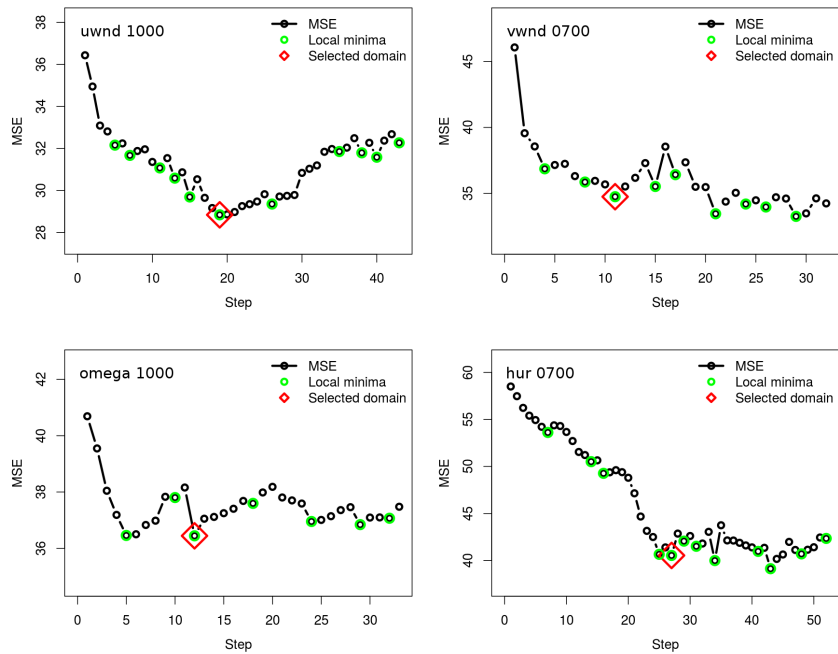 uwnd 1000
MSE
Local minima
Selected domain
MSE
38
36
34
32
30
28
0 10 20 30 40
Step
vwnd 0700
MSE
Local minima
Selected domain
MSE
45
40
35
0 5 10 15 20 25 30
Step
omega 1000
MSE
Local minima
Selected domain
MSE
42
40
38
36
0 5 10 15 20 25 30
Step
hur 0700
MSE
Local minima
Selected domain
MSE
60
55
50
45
40
0 10 20 30 40 50
Step